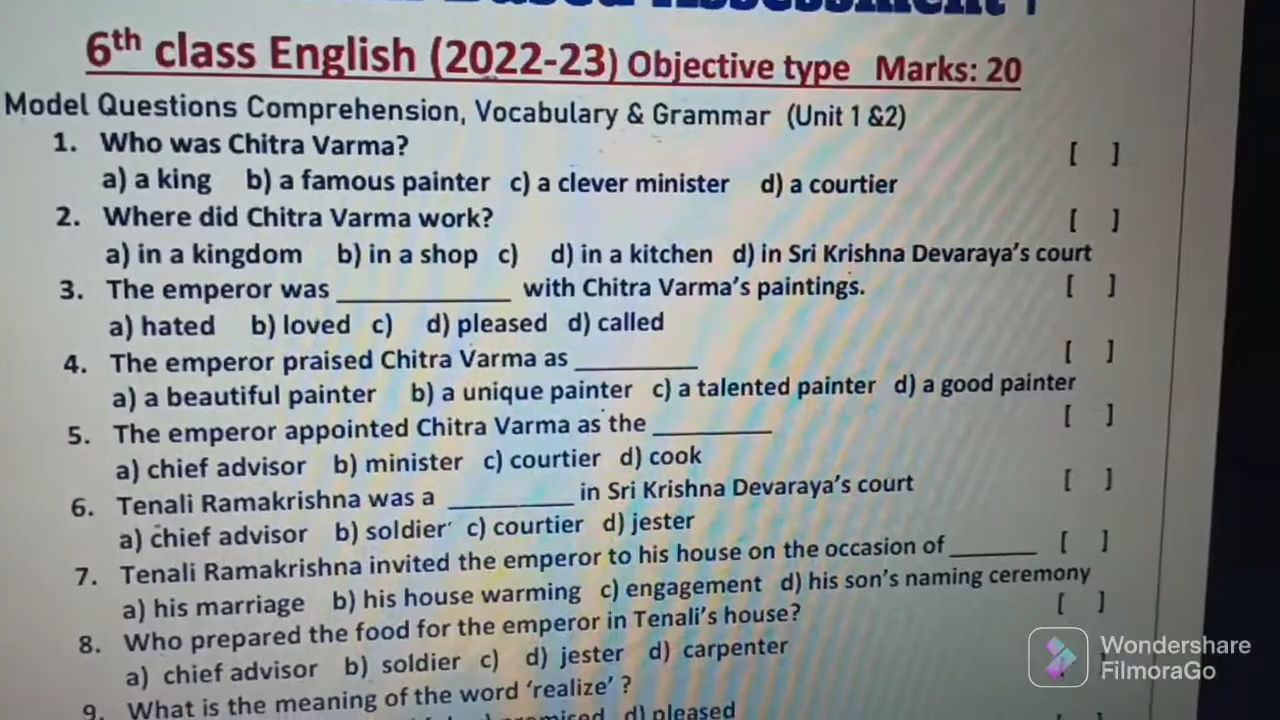 Based Assessment
6th class English (2022-23) Objective type Marks: 20
Model Questions Comprehension, Vocabulary & Grammar (Unit 1 &2)
1. Who was Chitra Varma? [ ]
a) a king b) a famous painter c) a clever minister d) a courtier
2. Where did Chitra Varma work? [ ]
a) in a kingdom b) in a shop c) d) in a kitchen d) in Sri Krishna Devaraya's court
3. The emperor was ____________ with Chitra Varma's paintings. [ ]
a) hated b) loved c) d) pleased d) called
4. The emperor praised Chitra Varma as _________ [ ]
a) a beautiful painter b) a unique painter c) a talented painter d) a good painter
5. The emperor appointed Chitra Varma as the _________ [ ]
a) chief advisor b) minister c) courtier d) cook
6. Tenali Ramakrishna was a _________ in Sri Krishna Devaraya's court [ ]
a) chief advisor b) soldier c) courtier d) jester
7. Tenali Ramakrishna invited the emperor to his house on the occasion of ______ [ ]
a) his marriage b) his house warming c) engagement d) his son's naming ceremony
8. Who prepared the food for the emperor in Tenali's house? [ ]
a) chief advisor b) soldier c) d) jester d) carpenter
9. What is the meaning of the word 'realize' ?
d) pleased
Wondershare
FilmoraGo